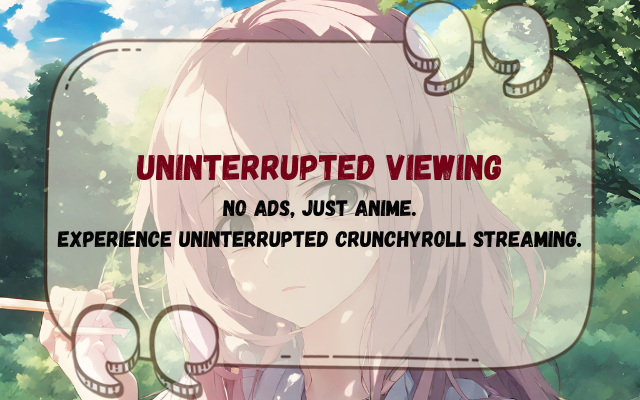 UNINTERRUPTED VIEWING
NO ADS, JUST ANIME.
EXPERIENCE UNINTERRUPTED CRUNCHYROLL STREAMING.